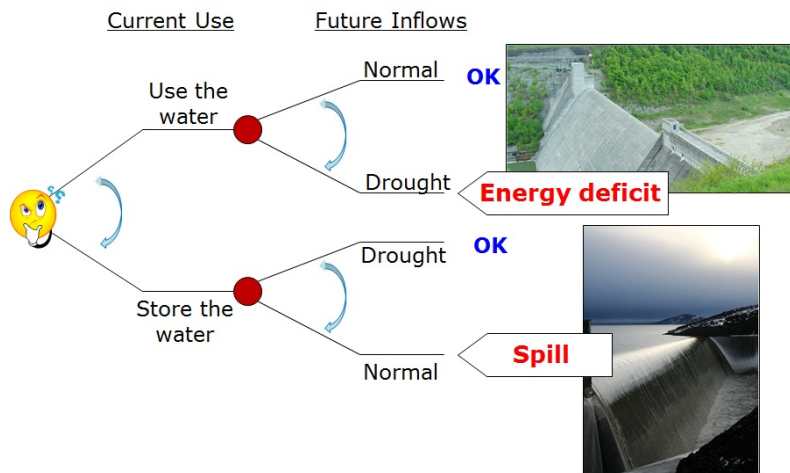 Current Use
Future Inflows
Normal
OK
Use the
water
Drought
Energy deficit
Drought
OK
Store the
water
Spill
Normal